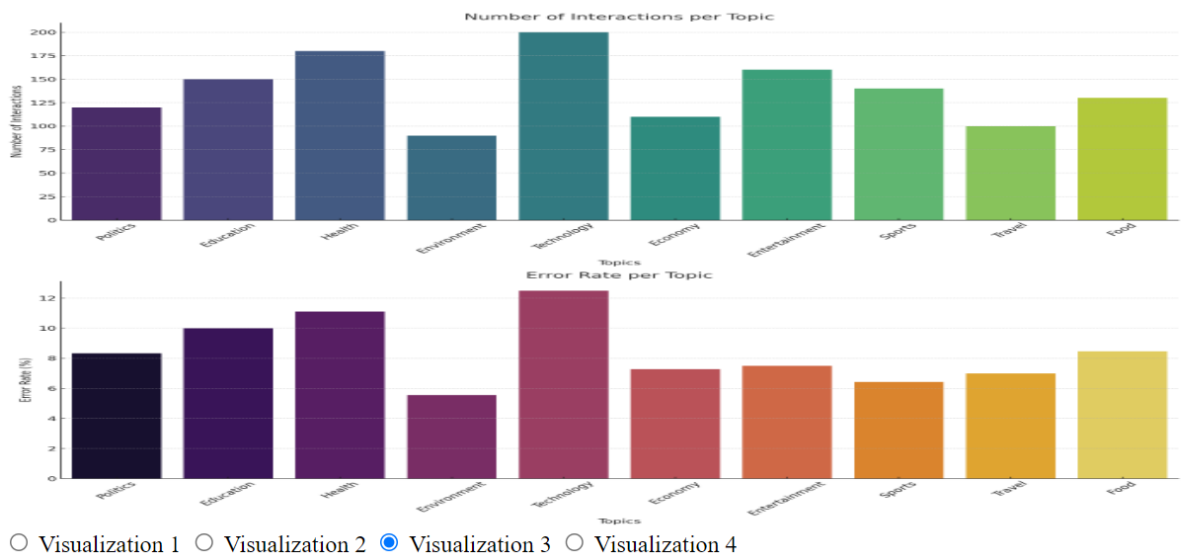 Number of Interactions per Topic
200
175
150
125
100
75
50
25
0
Number of Interactions
Politics Education Health Environment Technology Economy Entertainment Sports Travel Food
Topics
Error Rate per Topic
12
10
8
6
4
2
0
Error Rate (%)
Politics Education Health Environment Technology Economy Entertainment Sports Travel Food
Topics
Visualization 1 Visualization 2 Visualization 3 Visualization 4